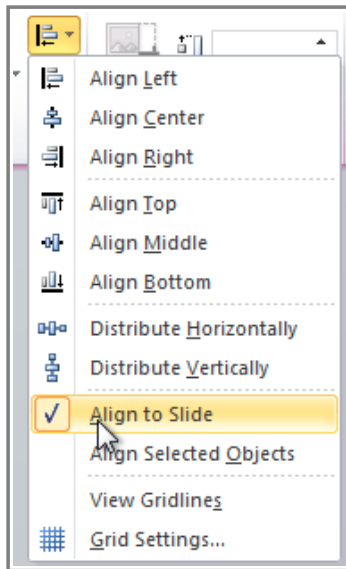 Align Left
Align Center
Align Right
Align Top
Align Middle
Align Bottom
Distribute Horizontally
Distribute Vertically
Align to Slide
Align Selected Objects
View Gridlines
Grid Settings...